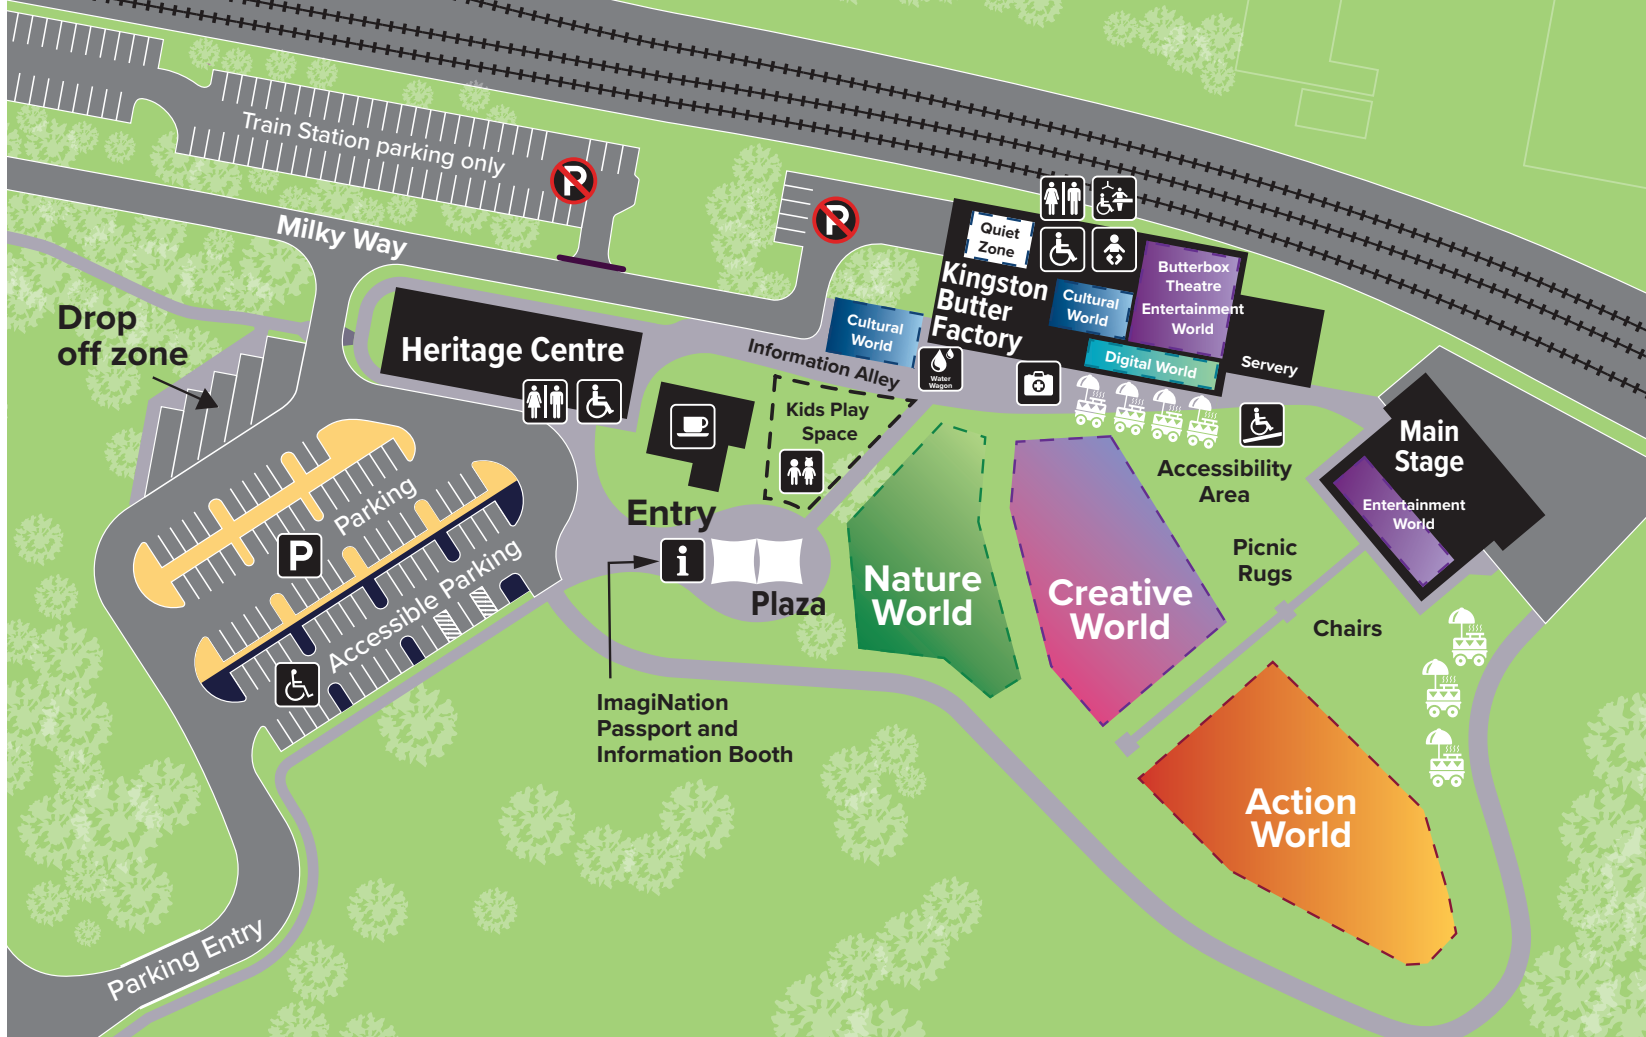 Train Station parking only
P
Milky Way
P
Drop
off zone
Heritage Centre
Quiet
Zone
Kingston
Butter
Factory
Cultural
World
Butterbox
Theatre
Entertainment
World
Digital World
Servery
Cultural
World
Information Alley
Water
Wagon
Kids Play
Space
Main
Stage
Entertainment
World
Accessibility
Area
Picnic
Rugs
Chairs
Parking
P
Accessible Parking
Entry
i
Plaza
Nature
World
Creative
World
ImagiNation
Passport and
Information Booth
Action
World
Parking Entry